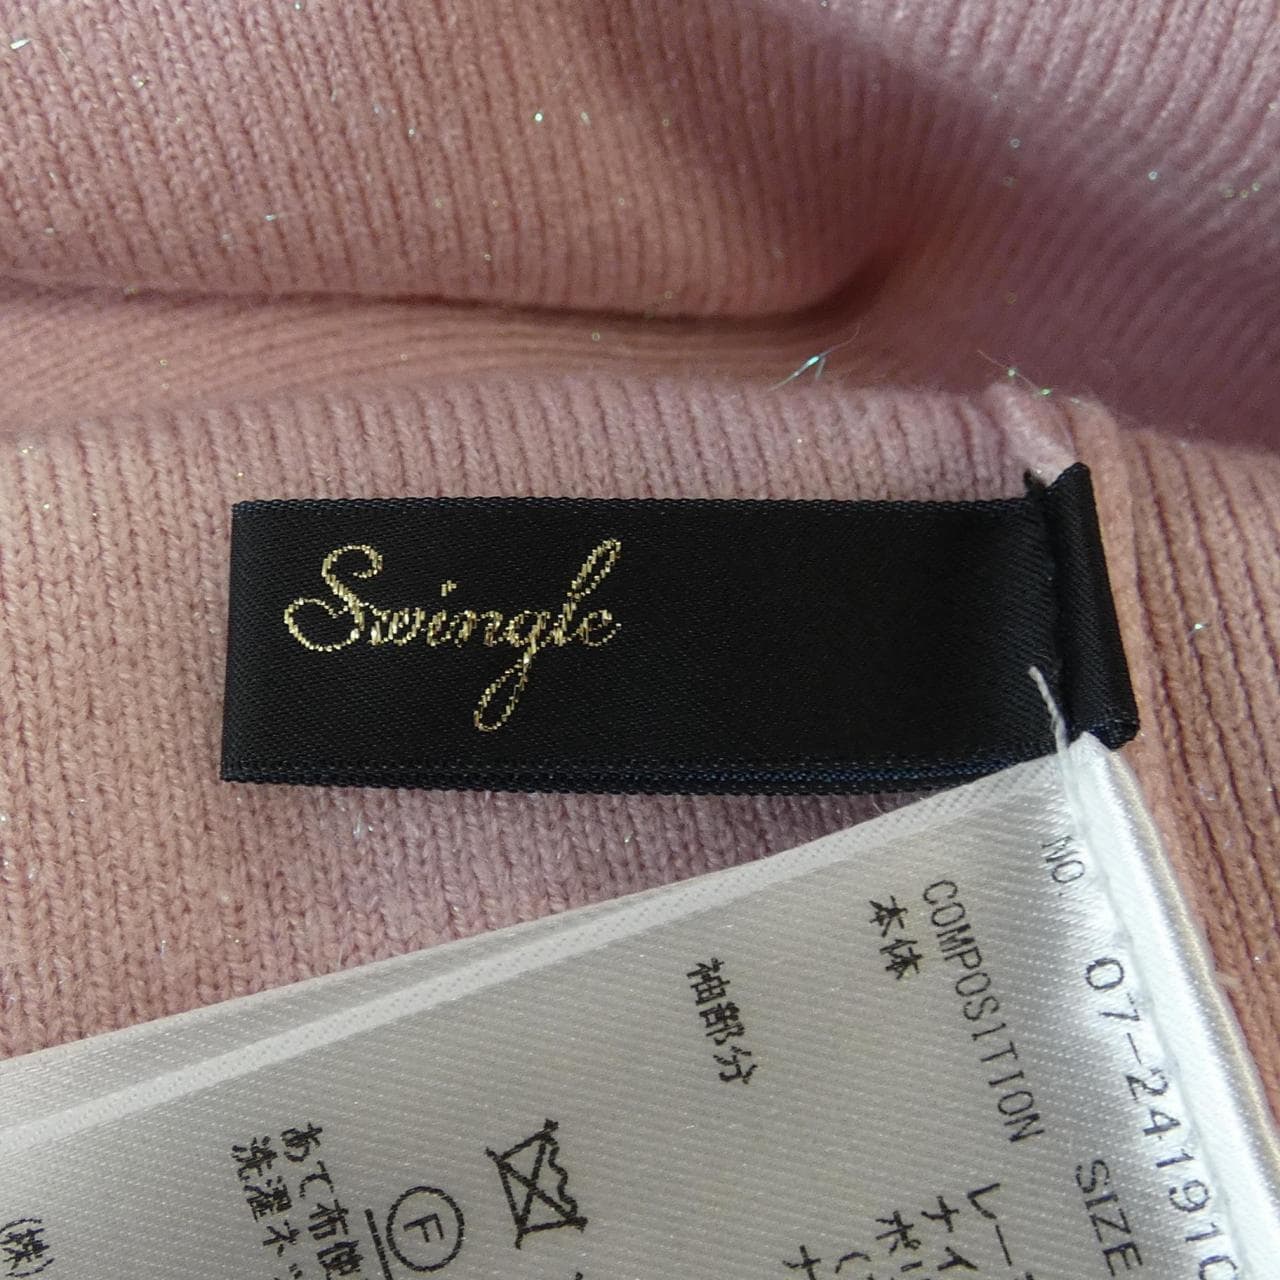 Swingle
NO 07-24191
COMPOSITION SIZE
本体
レー
ナイ
ポリ
袖部分
ナ
F
あて布使
洗濯ネ
(株)